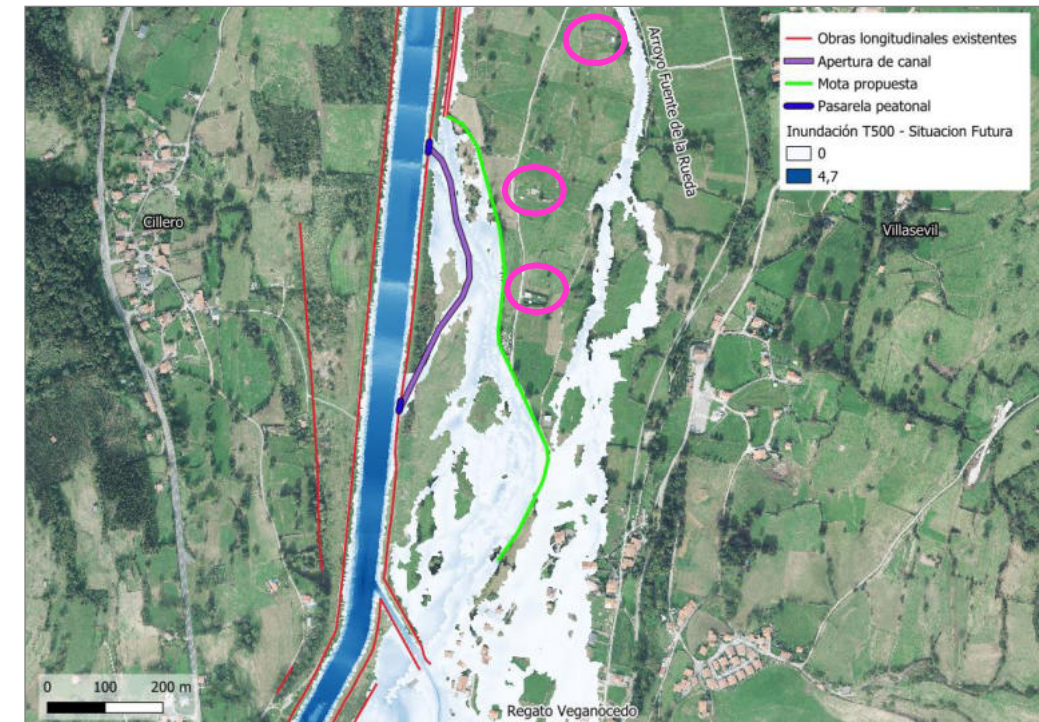 Obras longitudinales existentes
Apertura de canal
Mota propuesta
Pasarela peatonal
Inundación T500 - Situacion Futura
0
4,7
Arroyo Fuente de la Rueda
Cillero
Villasevil
0 100 200 m
Regato Veganocedo